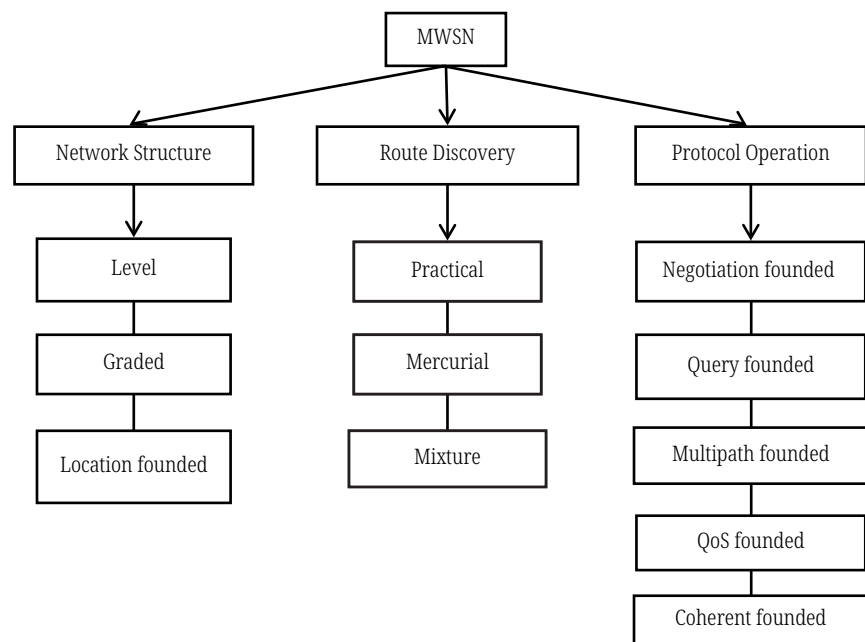 MWSN
Network Structure
Route Discovery
Protocol Operation
Level
Practical
Negotiation founded
Graded
Mercurial
Query founded
Location founded
Mixture
Multipath founded
QoS founded
Coherent founded